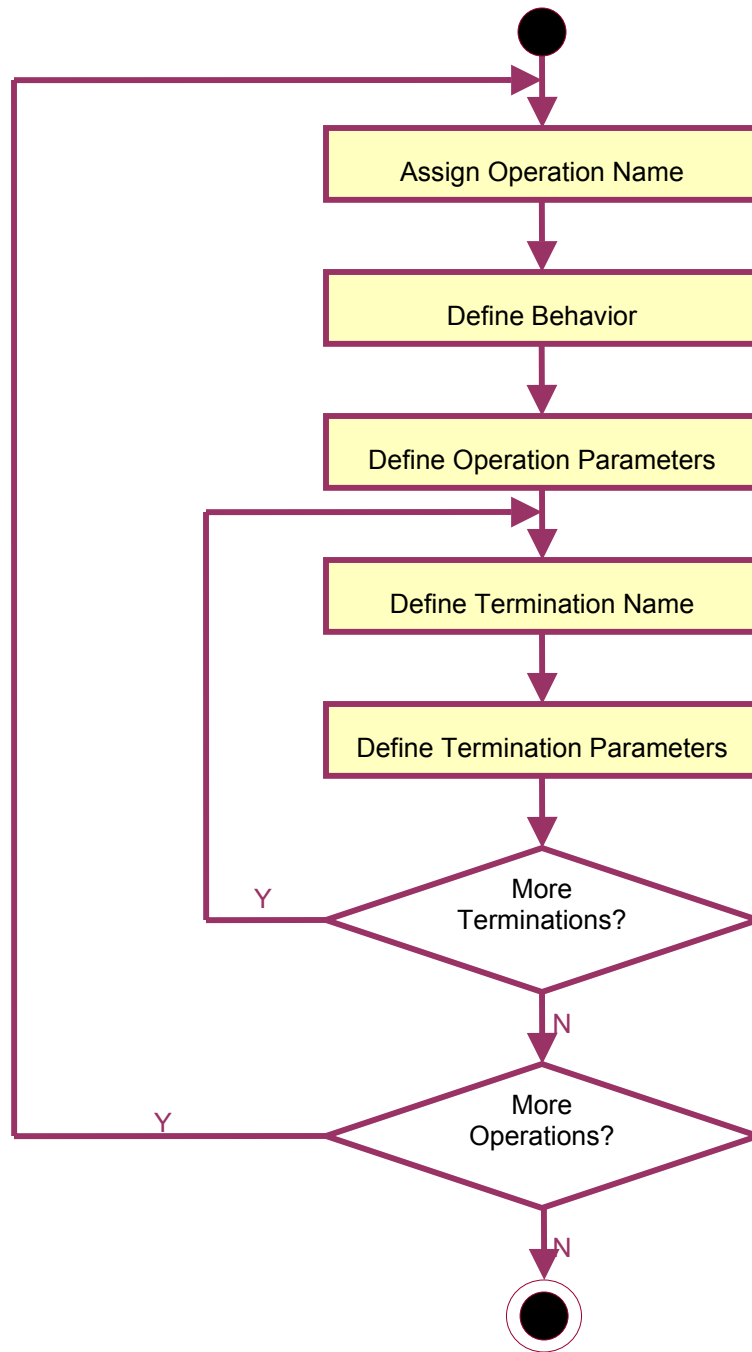 Assign Operation Name
Define Behavior
Define Operation Parameters
Define Termination Name
Define Termination Parameters
More
Terminations?
Y
N
More
Operations?
Y
N